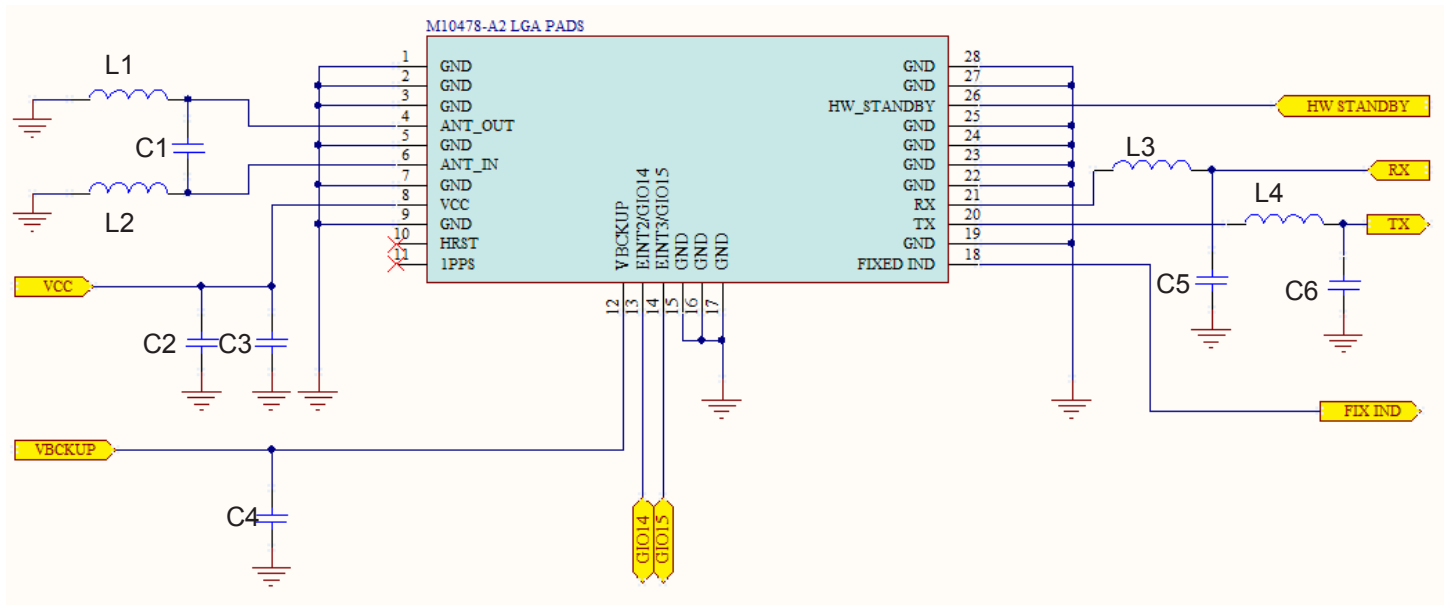 M10478-A2 LGA PADS
L1
C1
L2
1 GND
2 GND
3 GND
4 ANT_OUT
5 GND
6 ANT_IN
7 GND
8 VCC
9 GND
10 HRST
11 1PPS
28 GND
27 GND
26 HW_STANDBY
25 GND
24 GND
23 GND
22 GND
21 RX
20 TX
19 GND
18 FIXED IND
12 VBCKUP
13 EINT2/GIO14
14 EINT3/GIO15
15 GND
16 GND
17 GND
HW STANDBY
L3
RX
L4
TX
C5
C6
FIX IND
VCC
C2
C3
VBCKUP
C4
GIO14
GIO15